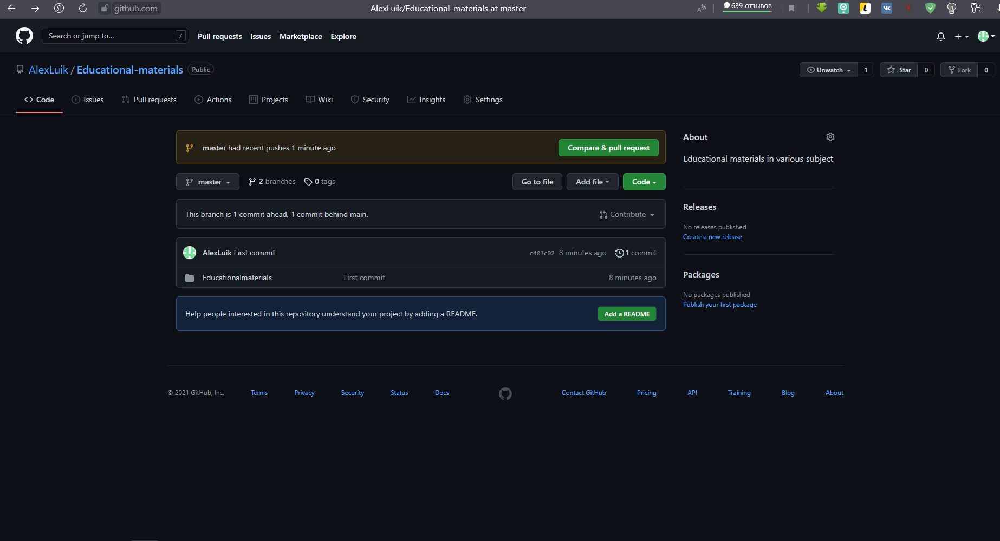 github.com AlexLuik/Educational-materials at master 639 отзывов
Search or jump to... / Pull requests Issues Marketplace Explore
AlexLuik / Educational-materials Public Unwatch 1 Star 0 Fork 0
Code Issues Pull requests Actions Projects Wiki Security Insights Settings
master had recent pushes 1 minute ago Compare & pull request
master 2 branches 0 tags Go to file Add file Code
This branch is 1 commit ahead, 1 commit behind main. Contribute
AlexLuik First commit c401c02 8 minutes ago 1 commit
Educationalmaterials First commit 8 minutes ago
Help people interested in this repository understand your project by adding a README. Add a README
About
Educational materials in various subject
Releases
No releases published
Create a new release
Packages
No packages published
Publish your first package
© 2021 GitHub, Inc. Terms Privacy Security Status Docs Contact GitHub Pricing API Training Blog About